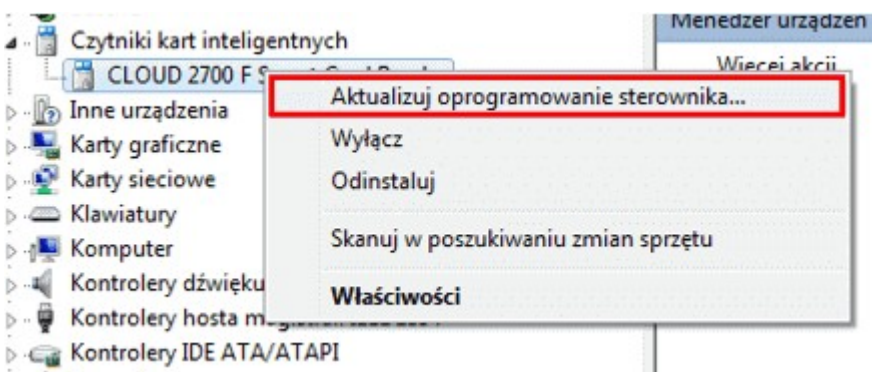 Menedżer urządzeń
Czytniki kart inteligentnych
Więcej akcji
CLOUD 2700 F
Aktualizuj oprogramowanie sterownika...
Inne urządzenia
Wyłącz
Karty graficzne
Odinstaluj
Karty sieciowe
Klawiatury
Skanuj w poszukiwaniu zmian sprzętu
Komputer
Kontrolery dźwięku
Właściwości
Kontrolery hosta
Kontrolery IDE ATA/ATAPI